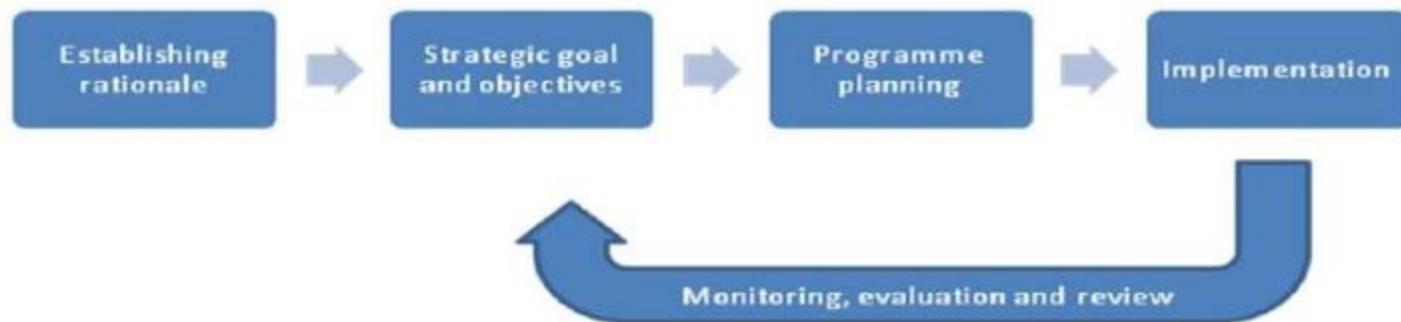 Establishing
rationale
Strategic goal
and objectives
Programme
planning
Implementation
Monitoring, evaluation and review